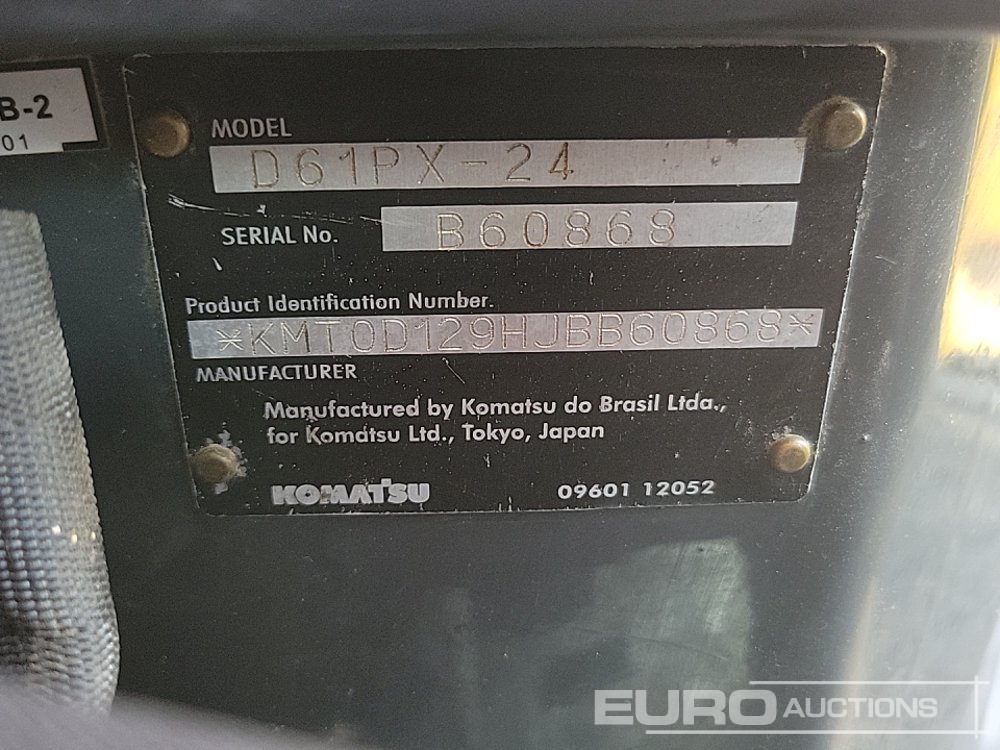 B-2
01
MODEL
D61PX-24
SERIAL No.
B60868
Product Identification Number.
*KMT0D129HJBB60868*
MANUFACTURER
Manufactured by Komatsu do Brasil Ltda.,
for Komatsu Ltd., Tokyo, Japan
KOMATSU
09601 12052
EURO AUCTIONS